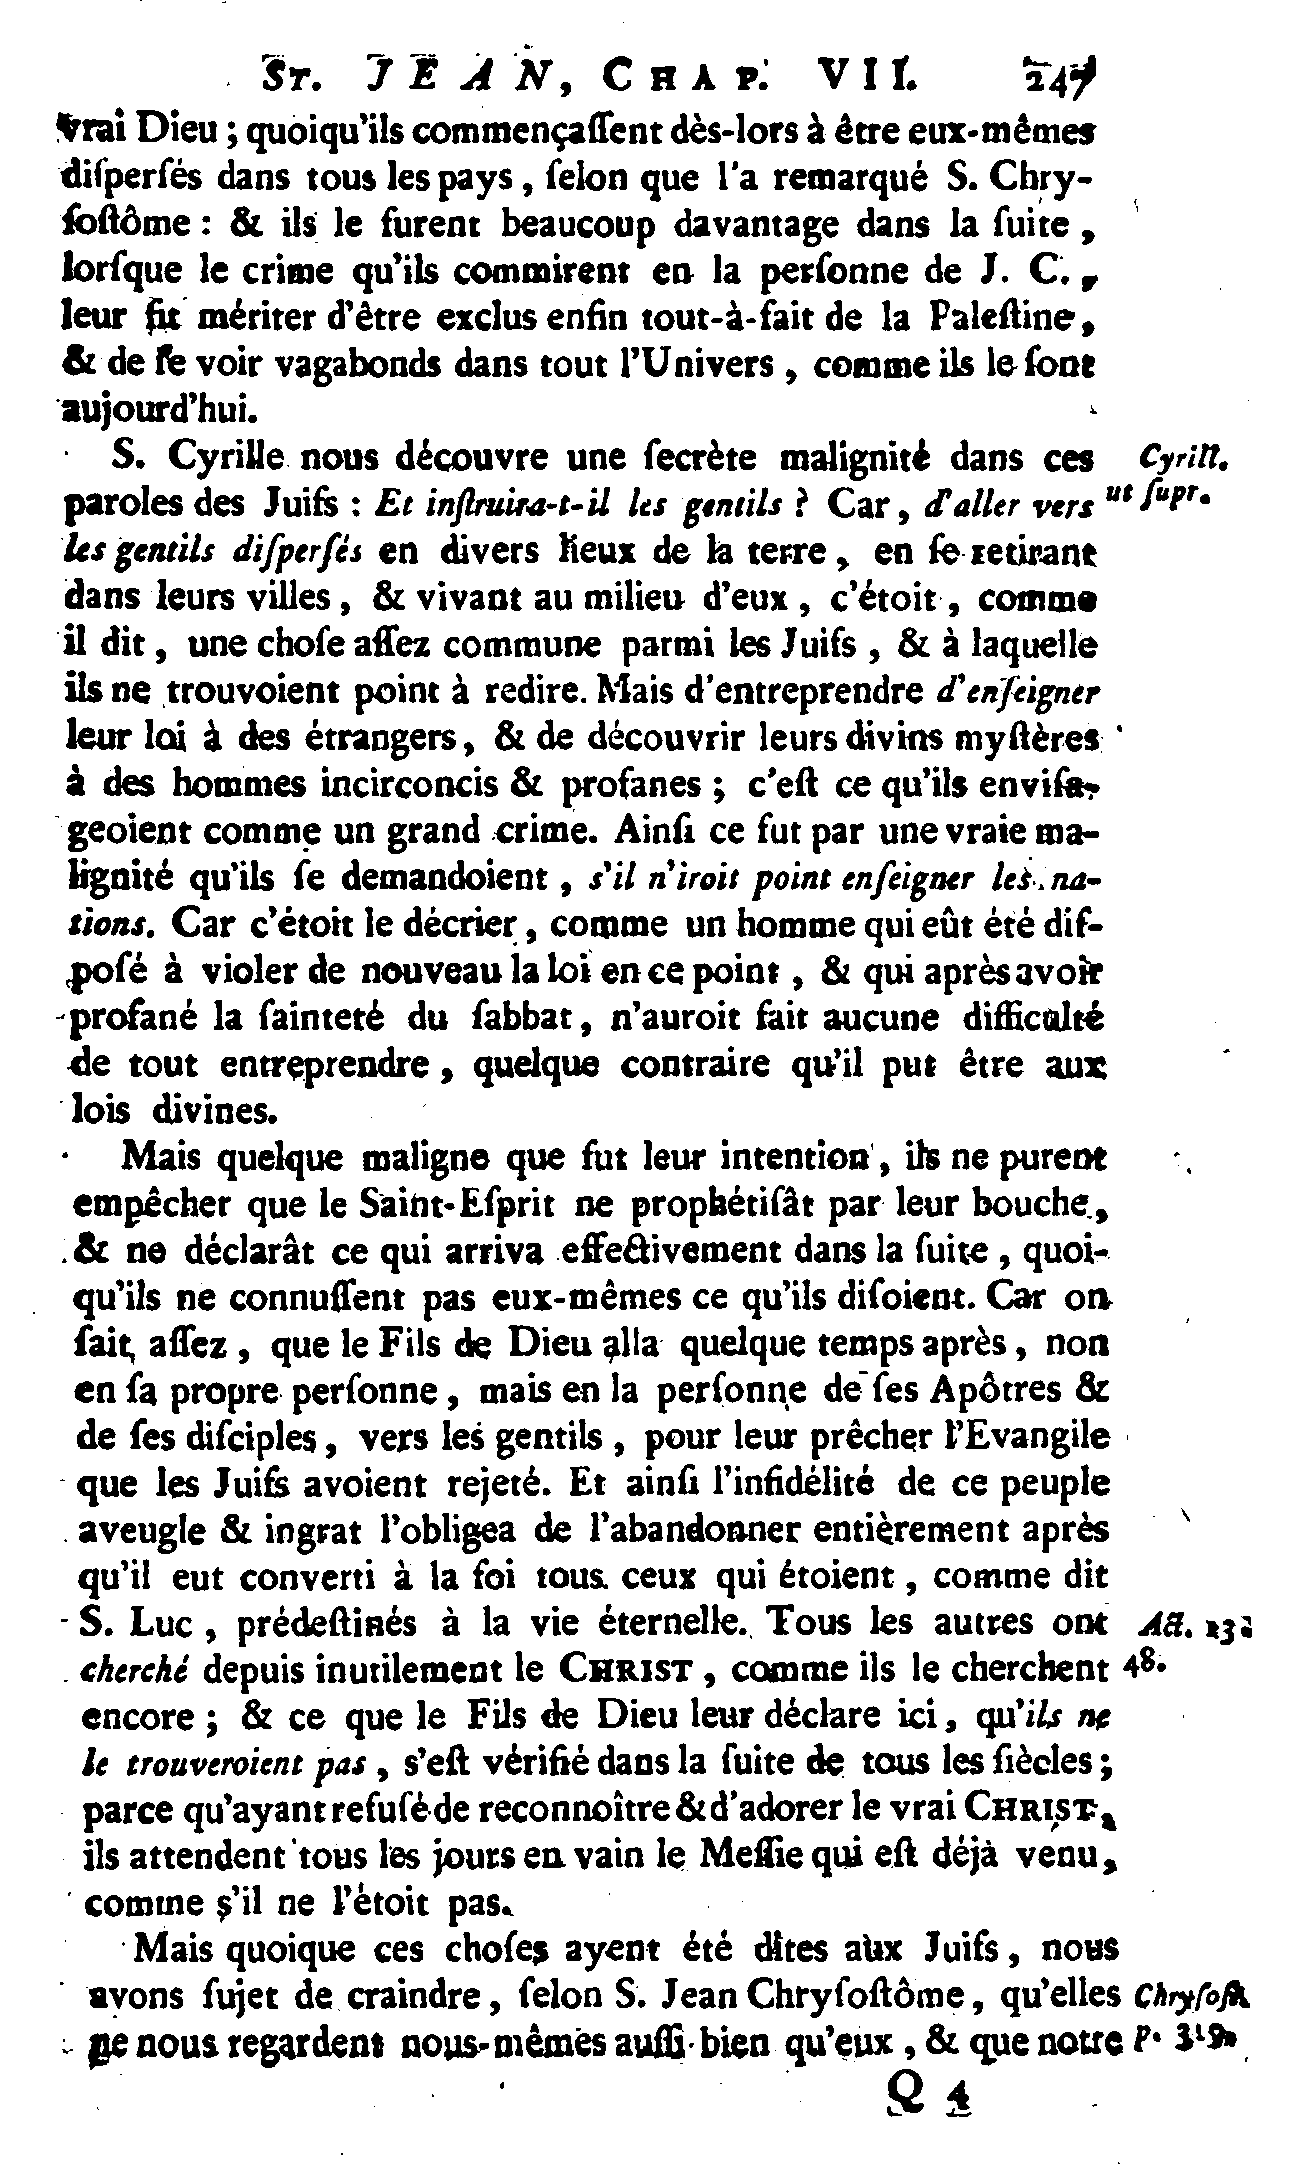 ST. JEAN, CHAP. VII. 247
vrai Dieu ; quoiqu'ils commençaſſent dès-lors à être eux-mêmes
diſperſés dans tous les pays, ſelon que l'a remarqué S. Chry-
ſoſtôme : & ils le furent beaucoup davantage dans la ſuite,
lorſque le crime qu'ils commirent en la perſonne de J. C.,
leur fit mériter d'être exclus enfin tout-à-fait de la Paleſtine,
& de ſe voir vagabonds dans tout l'Univers, comme ils le ſont
aujourd'hui.
S. Cyrille nous découvre une ſecrète malignité dans ces Cyrill.
paroles des Juifs : Et inſtruira-t-il les gentils ? Car, d'aller vers ut ſupr.
les gentils diſperſés en divers lieux de la terre, en ſe retirant
dans leurs villes, & vivant au milieu d'eux, c'étoit, comme
il dit, une choſe aſſez commune parmi les Juifs, & à laquelle
ils ne trouvoient point à redire. Mais d'entreprendre d'enſeigner
leur loi à des étrangers, & de découvrir leurs divins myſtères
à des hommes incirconcis & profanes ; c'eſt ce qu'ils enviſa-
geoient comme un grand crime. Ainſi ce fut par une vraie ma-
lignité qu'ils ſe demandoient, s'il n'iroit point enſeigner les na-
tions. Car c'étoit le décrier, comme un homme qui eût été diſ-
poſé à violer de nouveau la loi en ce point, & qui après avoir
profané la ſainteté du ſabbat, n'auroit fait aucune difficulté
de tout entreprendre, quelque contraire qu'il put être aux
lois divines.
Mais quelque maligne que fut leur intention, ils ne purent
empêcher que le Saint-Eſprit ne prophétiſât par leur bouche,
& ne déclarât ce qui arriva effectivement dans la ſuite, quoi-
qu'ils ne connuſſent pas eux-mêmes ce qu'ils diſoient. Car on
ſait aſſez, que le Fils de Dieu alla quelque temps après, non
en ſa propre perſonne, mais en la perſonne de ſes Apôtres &
de ſes diſciples, vers les gentils, pour leur prêcher l'Evangile
que les Juifs avoient rejeté. Et ainſi l'infidélité de ce peuple
aveugle & ingrat l'obligea de l'abandonner entièrement après
qu'il eut converti à la foi tous ceux qui étoient, comme dit
S. Luc, prédeſtinés à la vie éternelle. Tous les autres ont Act. 13.
cherché depuis inutilement le CHRIST, comme ils le cherchent 48.
encore ; & ce que le Fils de Dieu leur déclare ici, qu'ils ne
le trouveroient pas, s'eſt vérifié dans la ſuite de tous les ſiècles ;
parce qu'ayant refuſé de reconnoître & d'adorer le vrai CHRIST,
ils attendent tous les jours en vain le Meſſie qui eſt déjà venu,
comme s'il ne l'étoit pas.
Mais quoique ces choſes ayent été dites aux Juifs, nous
avons ſujet de craindre, ſelon S. Jean Chryſoſtôme, qu'elles Chryſoſt.
ne nous regardent nous-mêmes auſſi bien qu'eux, & que notre p. 319.
Q 4